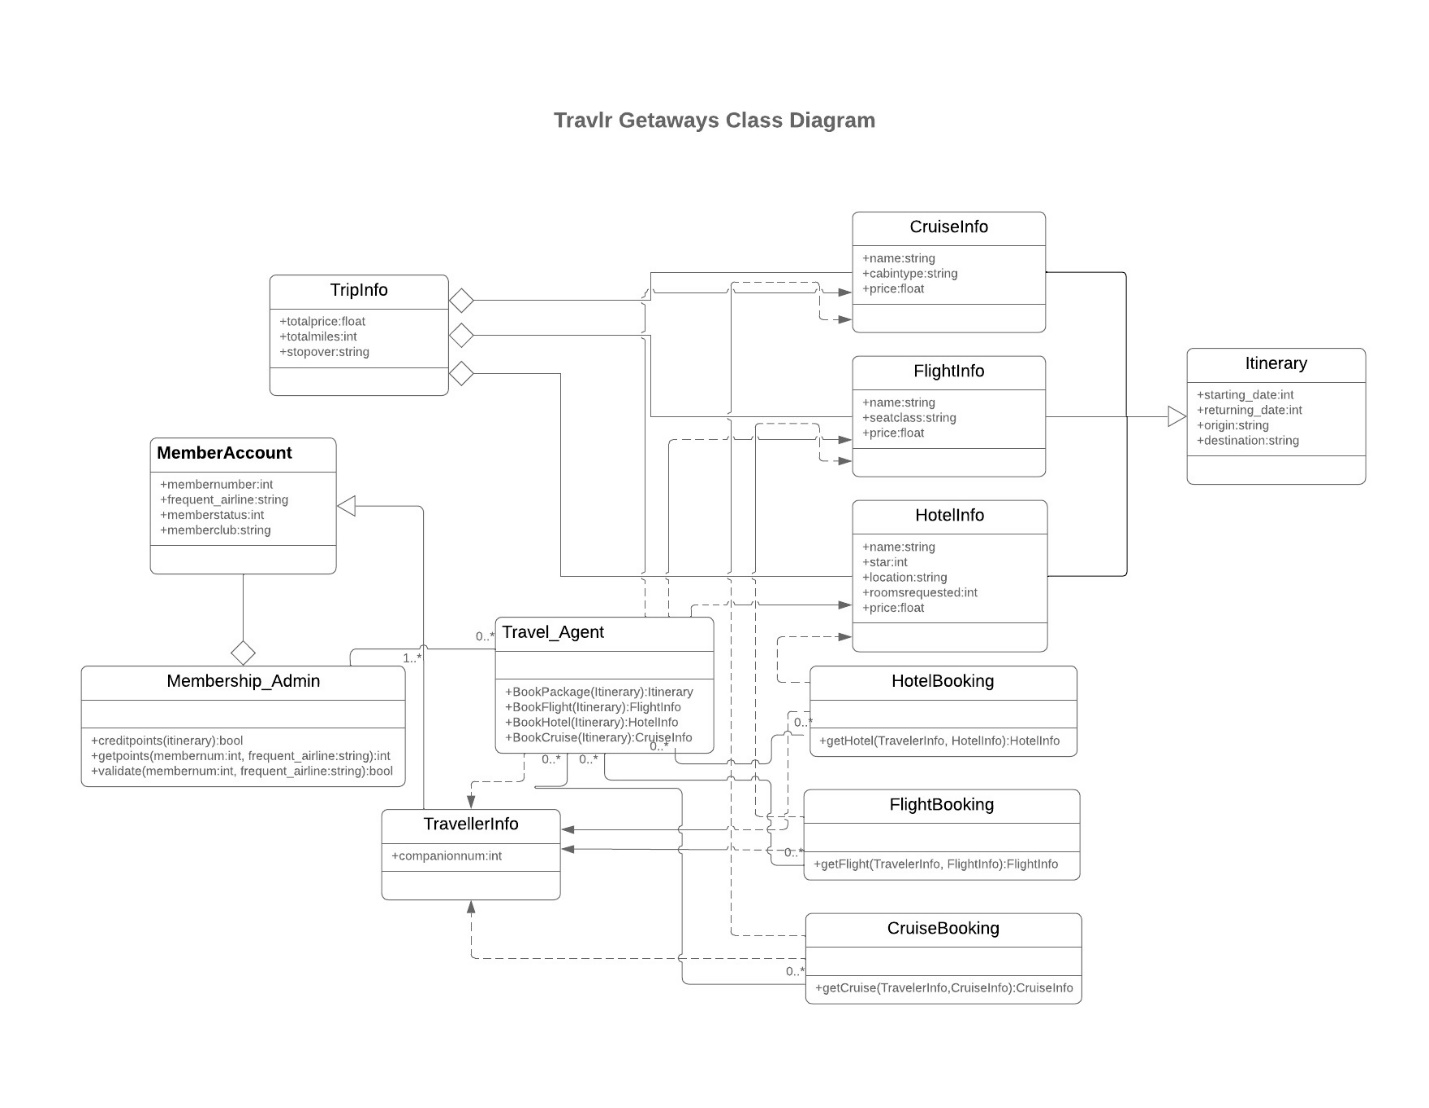 Travlr Getaways Class Diagram
CruiseInfo
+name:string
+cabintype:string
+price:float
TripInfo
+totalprice:float
+totalmiles:int
+stopover:string
FlightInfo
+name:string
+seatclass:string
+price:float
Itinerary
+starting_date:int
+returning_date:int
+origin:string
+destination:string
MemberAccount
+membernumber:int
+frequent_airline:string
+memberstatus:int
+memberclub:string
HotelInfo
+name:string
+star:int
+location:string
+roomsrequested:int
+price:float
0..*
1..*
Travel_Agent
+BookPackage(Itinerary):Itinerary
+BookFlight(Itinerary):FlightInfo
+BookHotel(Itinerary):HotelInfo
+BookCruise(Itinerary):CruiseInfo
0..*
0..*
0..*
Membership_Admin
+creditpoints(itinerary):bool
+getpoints(membernum:int, frequent_airline:string):int
+validate(membernum:int, frequent_airline:string):bool
HotelBooking
0..*
+getHotel(TravelerInfo, HotelInfo):HotelInfo
TravellerInfo
+companionnum:int
FlightBooking
0..*
+getFlight(TravelerInfo, FlightInfo):FlightInfo
CruiseBooking
0..*
+getCruise(TravelerInfo,CruiseInfo):CruiseInfo